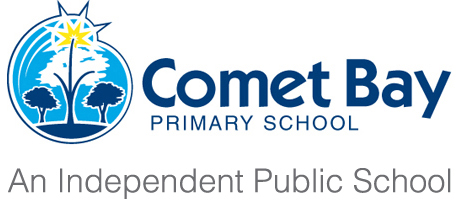 Comet Bay
PRIMARY SCHOOL
An Independent Public School